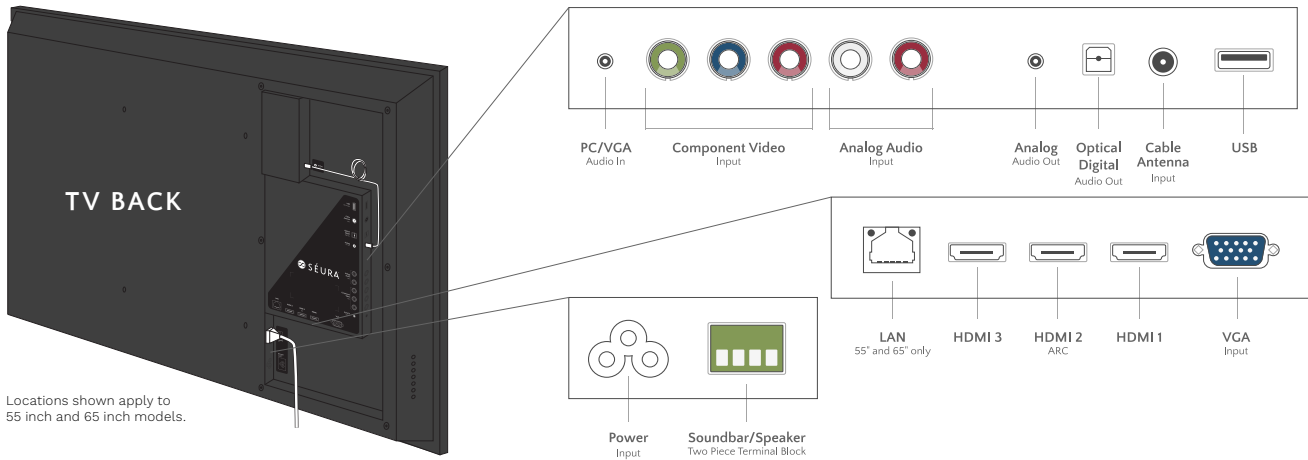 TV BACK
SÉURA
Locations shown apply to
55 inch and 65 inch models.
PC/VGA
Audio In
Component Video
Input
Analog Audio
Input
Analog
Audio Out
Optical
Digital
Audio Out
Cable
Antenna
Input
USB
LAN
55" and 65" only
HDMI 3
HDMI 2
ARC
HDMI 1
VGA
Input
Power
Input
Soundbar/Speaker
Two Piece Terminal Block